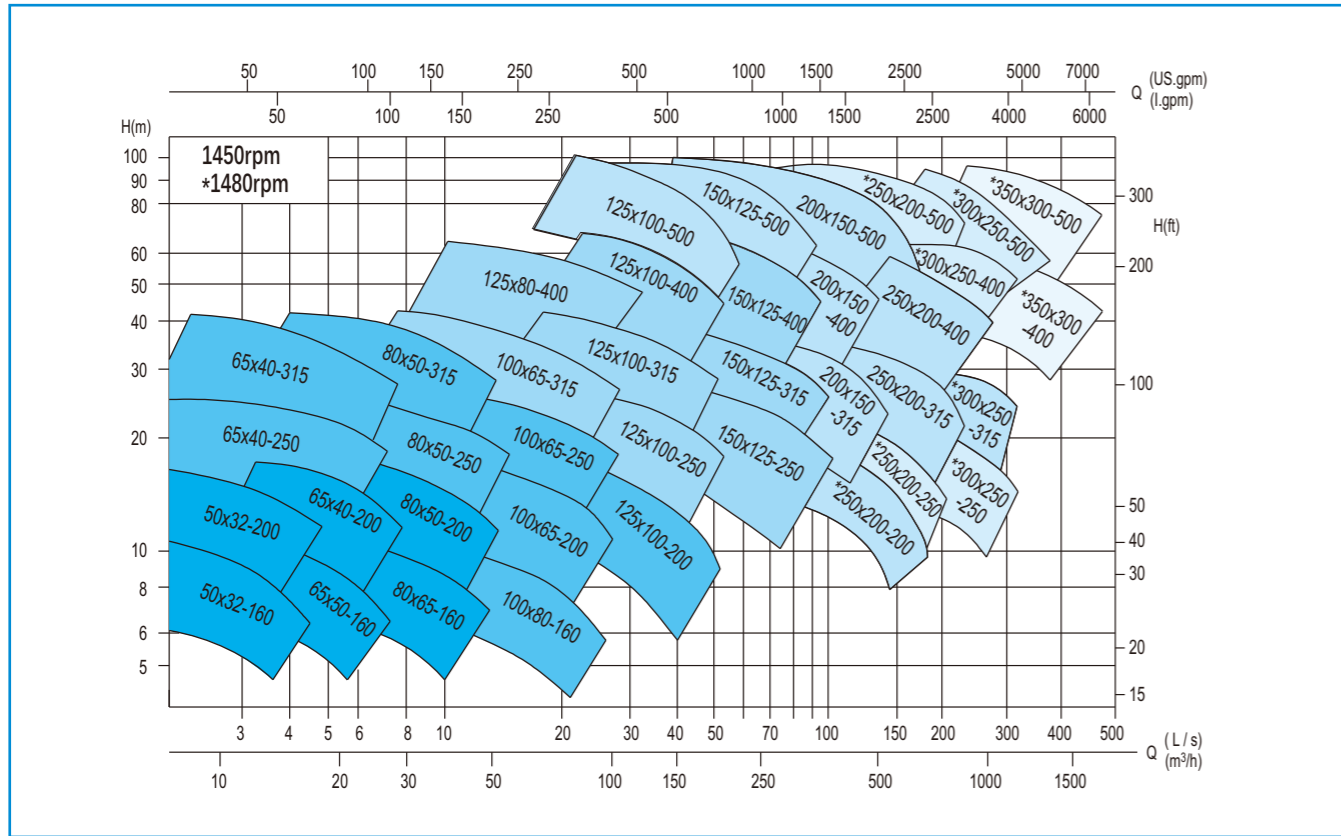 50 100 150 250 500 1000 1500 2500 5000 7000
Q (US.gpm)
(I.gpm)
50 100 150 250 500 1000 1500 2500 4000 6000
H(m)
1450rpm
*1480rpm
100
90
80
60
50
40
30
20
10
8
6
5
300
H(ft)
200
100
50
40
30
20
15
125x100-500
150x125-500
200x150-500
*250x200-500
*300x250-500
*350x300-500
125x80-400
125x100-400
150x125-400
200x150
-400
250x200-400
*300x250-400
*350x300
-400
65x40-315
80x50-315
100x65-315
125x100-315
150x125-315
200x150
-315
250x200-315
*300x250
-315
65x40-250
80x50-250
100x65-250
125x100-250
150x125-250
*250x200-250
*300x250
-250
50x32-200
65x40-200
80x50-200
100x65-200
125x100-200
*250x200-200
50x32-160
65x50-160
80x65-160
100x80-160
3 4 5 6 8 10 20 30 40 50 70 100 150 200 300 400 500
Q (L/s)
(m³/h)
10 20 30 50 100 150 250 500 1000 1500